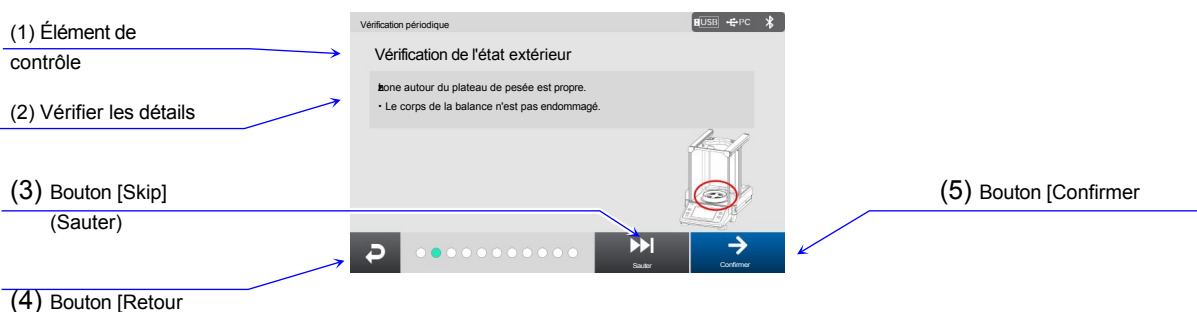 (1) Élément de
contrôle
(2) Vérifier les détails
(3) Bouton [Skip]
(Sauter)
(4) Bouton [Retour
Vérification périodique
USB PC
Vérification de l'état extérieur
zone autour du plateau de pesée est propre.
・Le corps de la balance n'est pas endommagé.
Sauter
Confirmer
(5) Bouton [Confirmer